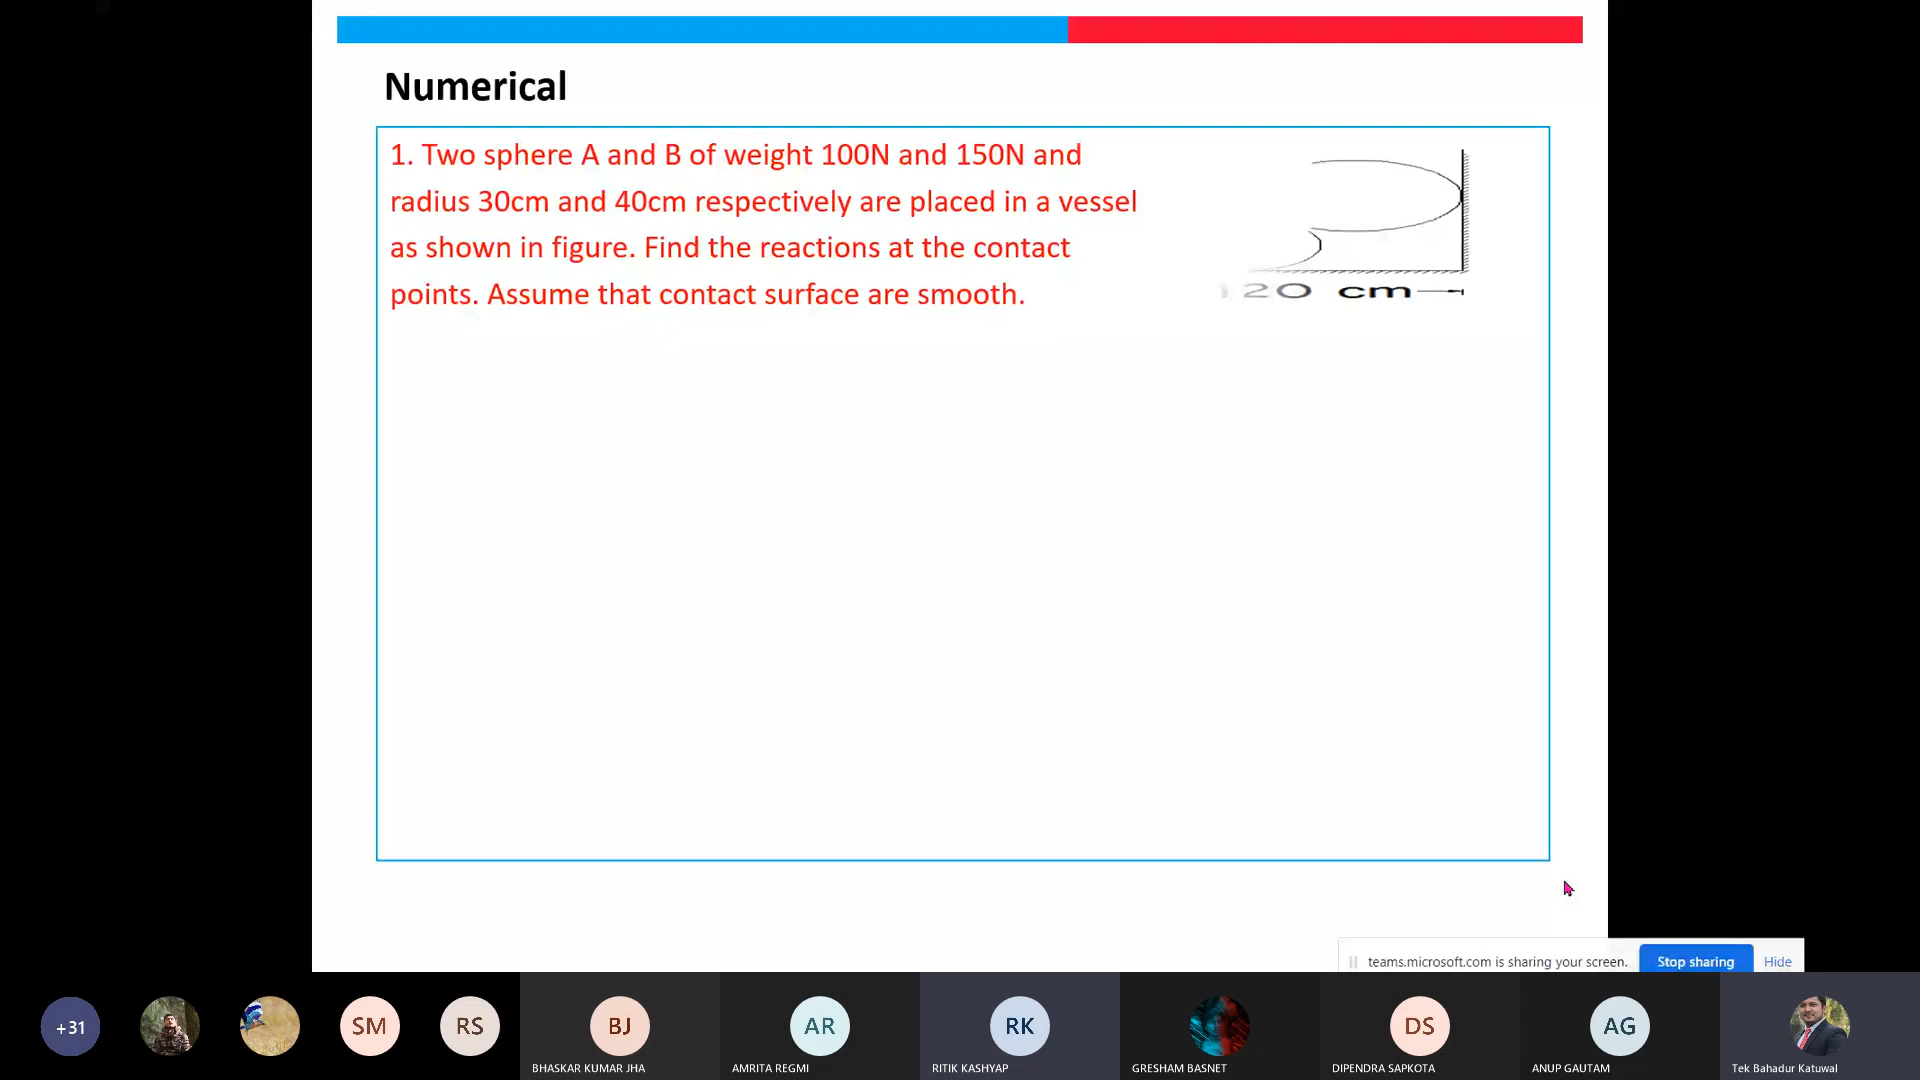 Numerical
1. Two sphere A and B of weight 100N and 150N and
radius 30cm and 40cm respectively are placed in a vessel
as shown in figure. Find the reactions at the contact
points. Assume that contact surface are smooth.
120 cm
teams.microsoft.com is sharing your screen.
Stop sharing
Hide
+31
SM
RS
BJ
AR
RK
DS
AG
BHASKAR KUMAR JHA
AMRITA REGMI
RITIK KASHYAP
GRESHAM BASNET
DIPENDRA SAPKOTA
ANUP GAUTAM
Tek Bahadur Katuwal